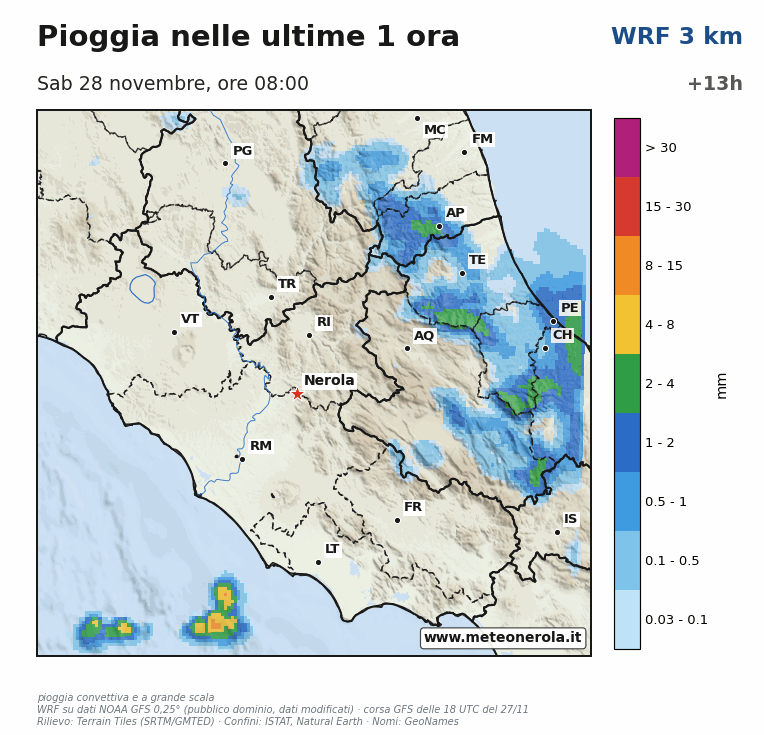 Pioggia nelle ultime 1 ora
WRF 3 km
Sab 28 novembre, ore 08:00
+13h
MC
FM
PG
AP
TE
TR
PE
VT
RI
AQ
CH
Nerola
RM
FR
IS
LT
www.meteonerola.it
> 30
15 - 30
8 - 15
4 - 8
2 - 4
1 - 2
0.5 - 1
0.1 - 0.5
0.03 - 0.1
mm
pioggia convettiva e a grande scala
WRF su dati NOAA GFS 0,25° (pubblico dominio, dati modificati) · corsa GFS delle 18 UTC del 27/11
Rilievo: Terrain Tiles (SRTM/GMTED) · Confini: ISTAT, Natural Earth · Nomi: GeoNames